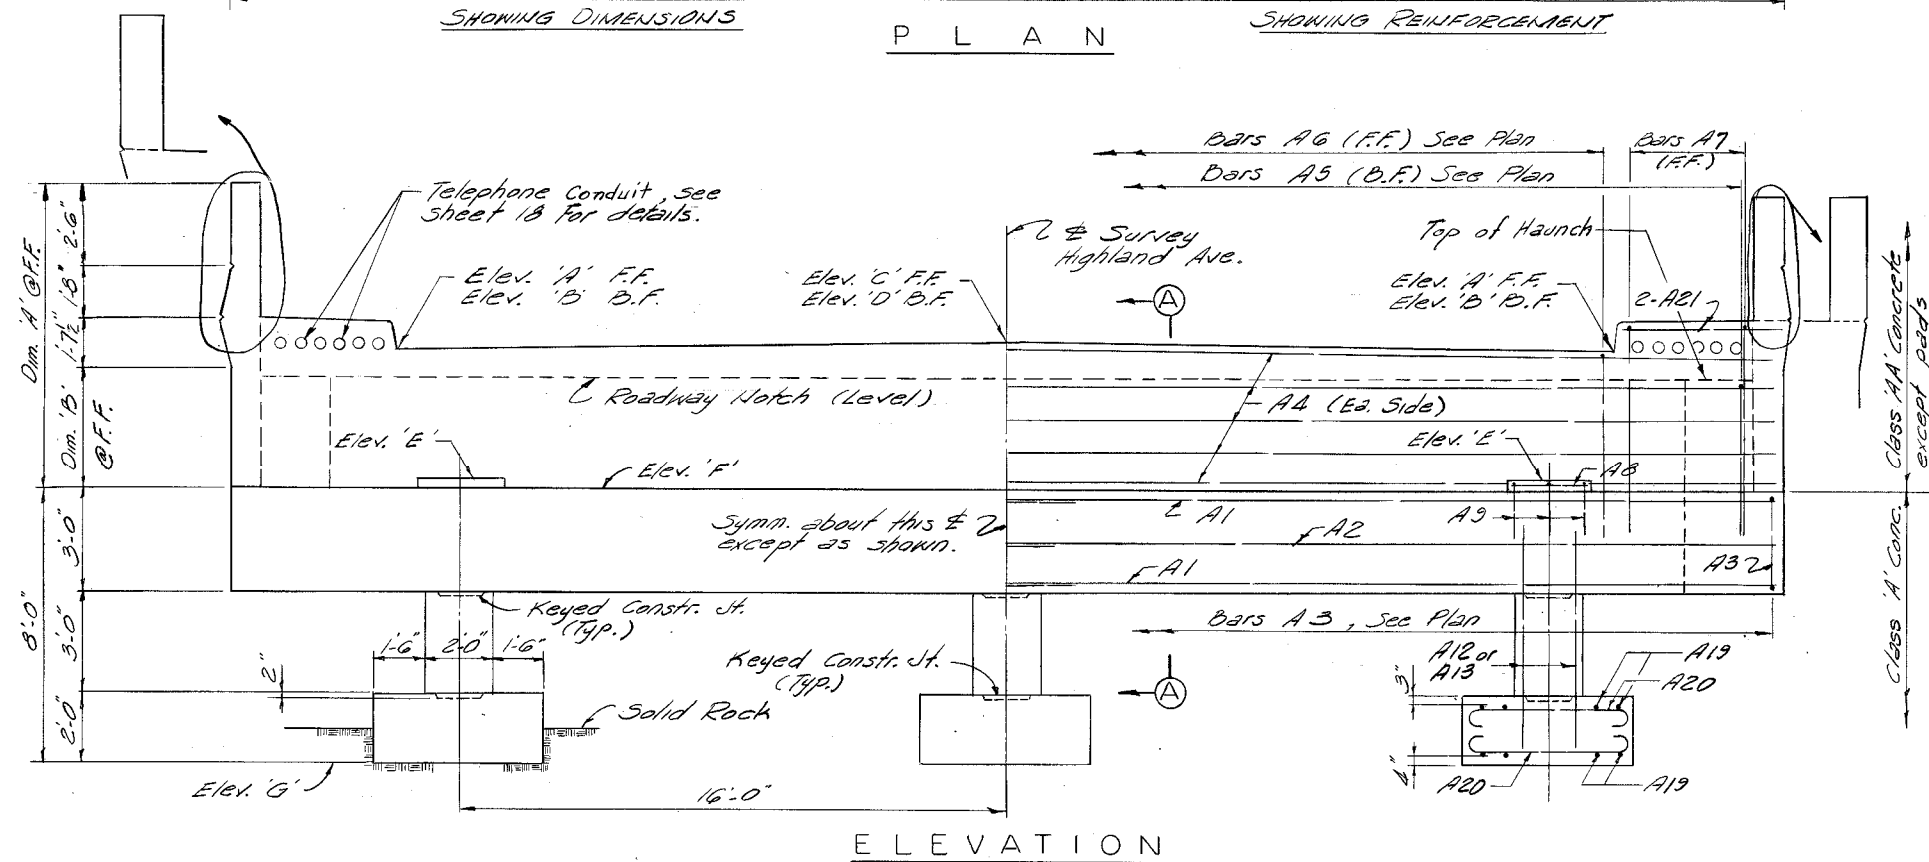 SHOWING DIMENSIONS
SHOWING REINFORCEMENT
PLAN
Bars A6 (F.F.) See Plan
Bars A7
(F.F.)
Bars A5 (B.F.) See Plan
Telephone Conduit, see
sheet 18 for details.
℄ Survey
Highland Ave.
Top of Haunch
Elev. 'A' F.F.
Elev. 'B' B.F.
Elev. 'C' F.F.
Elev. 'D' B.F.
A
Elev. 'A' F.F.
Elev. 'B' B.F.
2-A21
Dim. 'A' @ F.F.
2'-6"
1'-8"
1'-7½"
Dim. 'B'
@ F.F.
Roadway Notch (Level)
A4 (Ea. Side)
Class 'AA' Concrete
except pads
Elev. 'E'
Elev. 'F'
Elev. 'E'
A8
A1
A9
Symm. about this ℄
except as shown.
A2
A1
A3
8'-0"
3'-0"
3'-0"
2'-0"
Keyed Constr. Jt.
(Typ.)
1'-6"
2'-0"
1'-6"
2"
Keyed Constr. Jt.
(Typ.)
Bars A3, See Plan
A12 or
A13
A
A19
A20
3"
4"
Class 'A' Conc.
Solid Rock
Elev. 'G'
16'-0"
A20
A19
ELEVATION